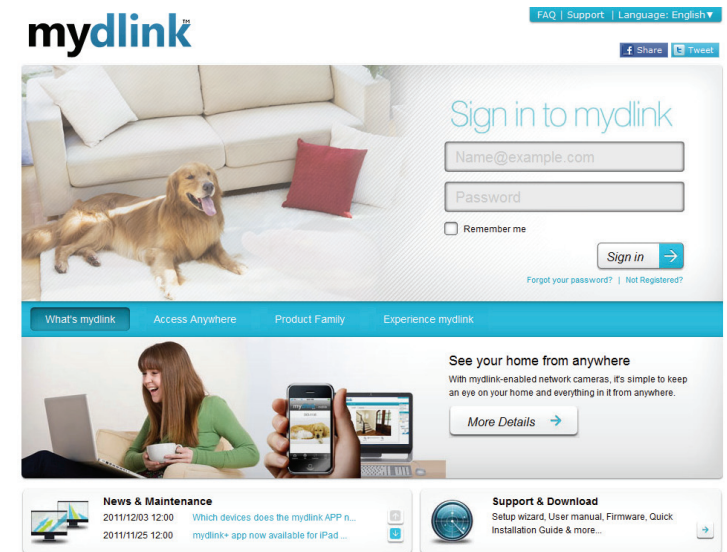 mydlink™
FAQ | Support | Language: English▼
Share Tweet
Sign in to mydlink
Name@example.com
Password
Remember me
Sign in
Forgot your password? | Not Registered?
What's mydlink Access Anywhere Product Family Experience mydlink
See your home from anywhere
With mydlink-enabled network cameras, it's simple to keep
an eye on your home and everything in it from anywhere.
More Details
News & Maintenance
2011/12/03 12:00 Which devices does the mydlink APP n...
2011/11/25 12:00 mydlink+ app now available for iPad ...
Support & Download
Setup wizard, User manual, Firmware, Quick
Installation Guide & more...